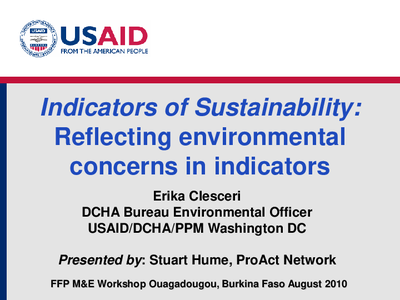 USAID
FROM THE AMERICAN PEOPLE
Indicators of Sustainability:
Reflecting environmental
concerns in indicators
Erika Clesceri
DCHA Bureau Environmental Officer
USAID/DCHA/PPM Washington DC
Presented by: Stuart Hume, ProAct Network
FFP M&E Workshop Ouagadougou, Burkina Faso August 2010